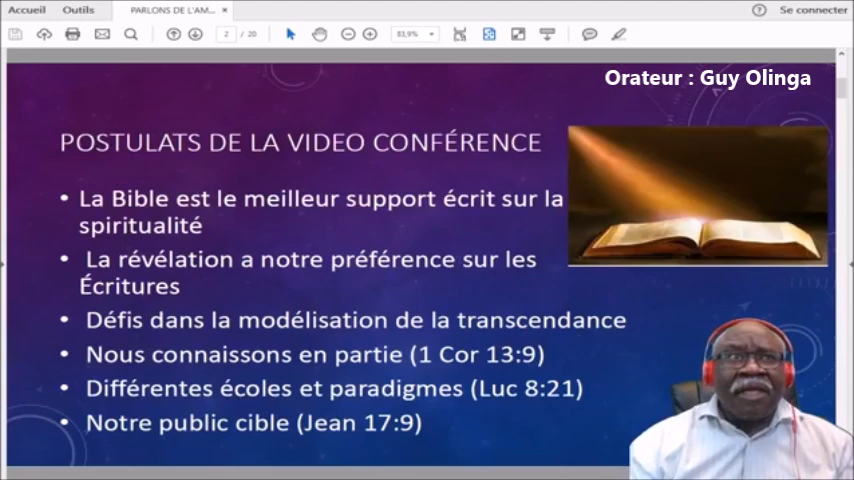 Accueil Outils PARLONS DE L'AM... × Se connecter
2 / 20 83,9%
Orateur : Guy Olinga
POSTULATS DE LA VIDEO CONFÉRENCE
• La Bible est le meilleur support écrit sur la
spiritualité
• La révélation a notre préférence sur les
Écritures
• Défis dans la modélisation de la transcendance
• Nous connaissons en partie (1 Cor 13:9)
• Différentes écoles et paradigmes (Luc 8:21)
• Notre public cible (Jean 17:9)